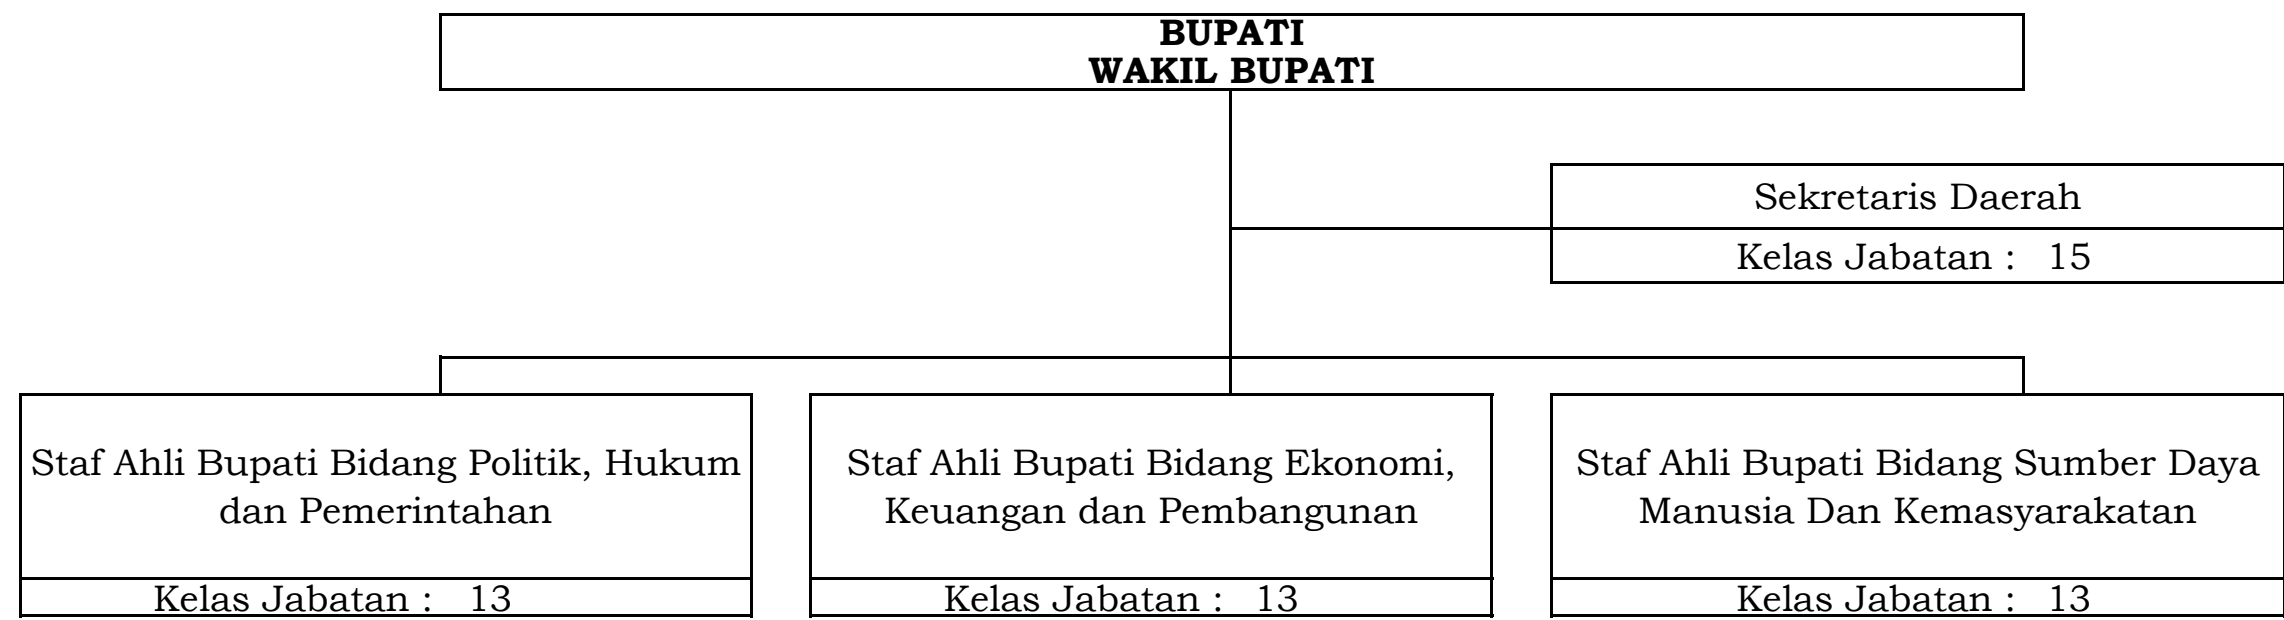 BUPATI
WAKIL BUPATI
Sekretaris Daerah
Kelas Jabatan : 15
Staf Ahli Bupati Bidang Politik, Hukum
dan Pemerintahan
Kelas Jabatan : 13
Staf Ahli Bupati Bidang Ekonomi,
Keuangan dan Pembangunan
Kelas Jabatan : 13
Staf Ahli Bupati Bidang Sumber Daya
Manusia Dan Kemasyarakatan
Kelas Jabatan : 13